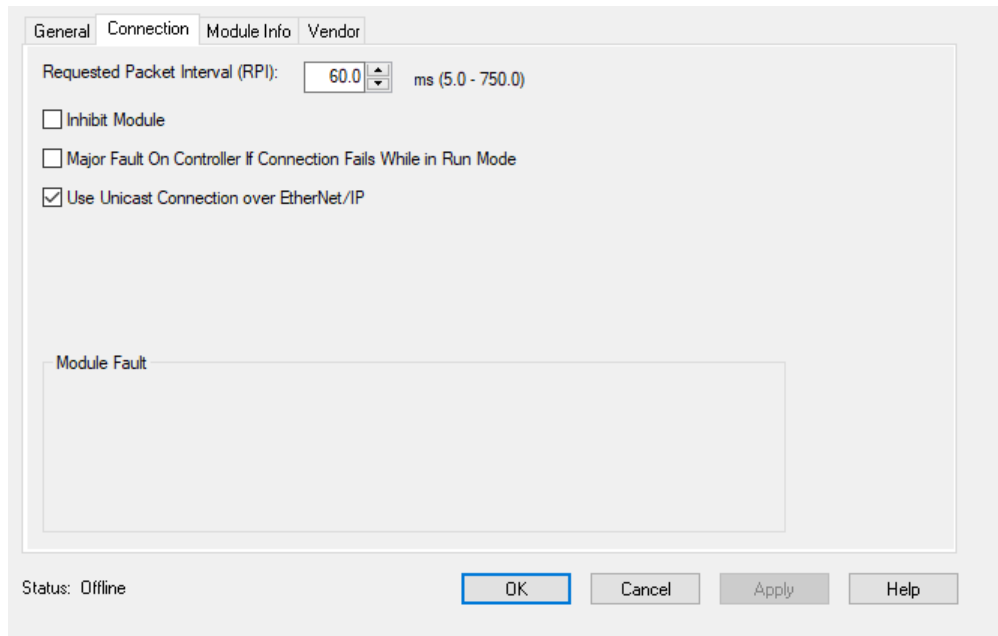 General Connection Module Info Vendor
Requested Packet Interval (RPI): 60.0 ms (5.0 - 750.0)
Inhibit Module
Major Fault On Controller If Connection Fails While in Run Mode
Use Unicast Connection over EtherNet/IP
Module Fault
Status: Offline OK Cancel Apply Help